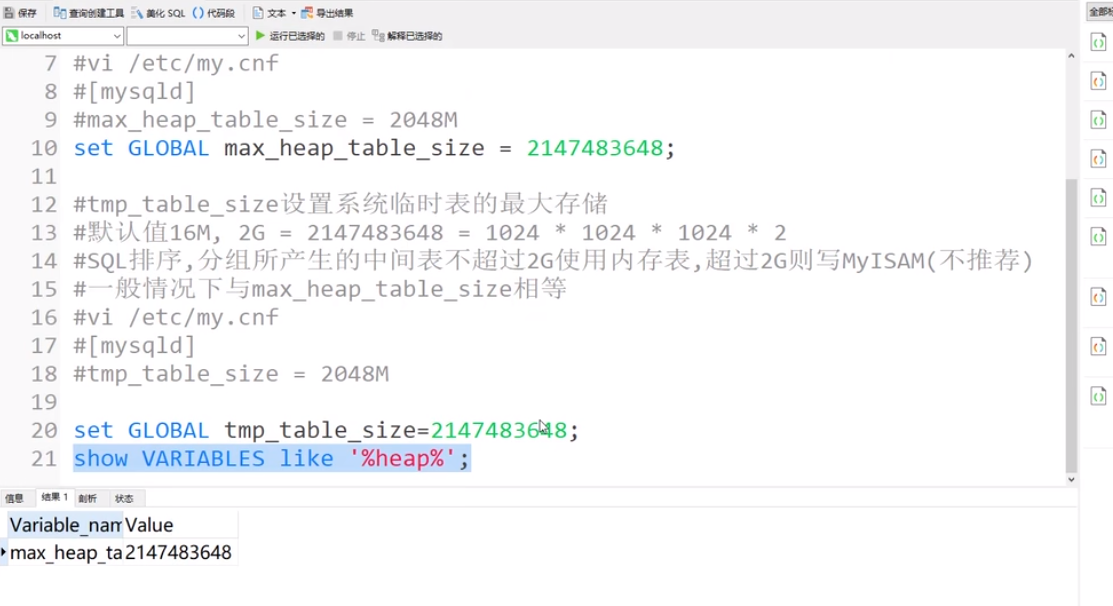 保存 查询创建工具 美化 SQL () 代码段 文本 导出结果
localhost 运行已选择的 停止 解释已选择的
7 #vi /etc/my.cnf
8 #[mysqld]
9 #max_heap_table_size = 2048M
10 set GLOBAL max_heap_table_size = 2147483648;
11
12 #tmp_table_size设置系统临时表的最大存储
13 #默认值16M, 2G = 2147483648 = 1024 * 1024 * 1024 * 2
14 #SQL排序,分组所产生的中间表不超过2G使用内存表,超过2G则写MyISAM(不推荐)
15 #一般情况下与max_heap_table_size相等
16 #vi /etc/my.cnf
17 #[mysqld]
18 #tmp_table_size = 2048M
19
20 set GLOBAL tmp_table_size=2147483648;
21 show VARIABLES like '%heap%';
信息 结果 1 剖析 状态
Variable_nam Value
max_heap_ta 2147483648
全部标